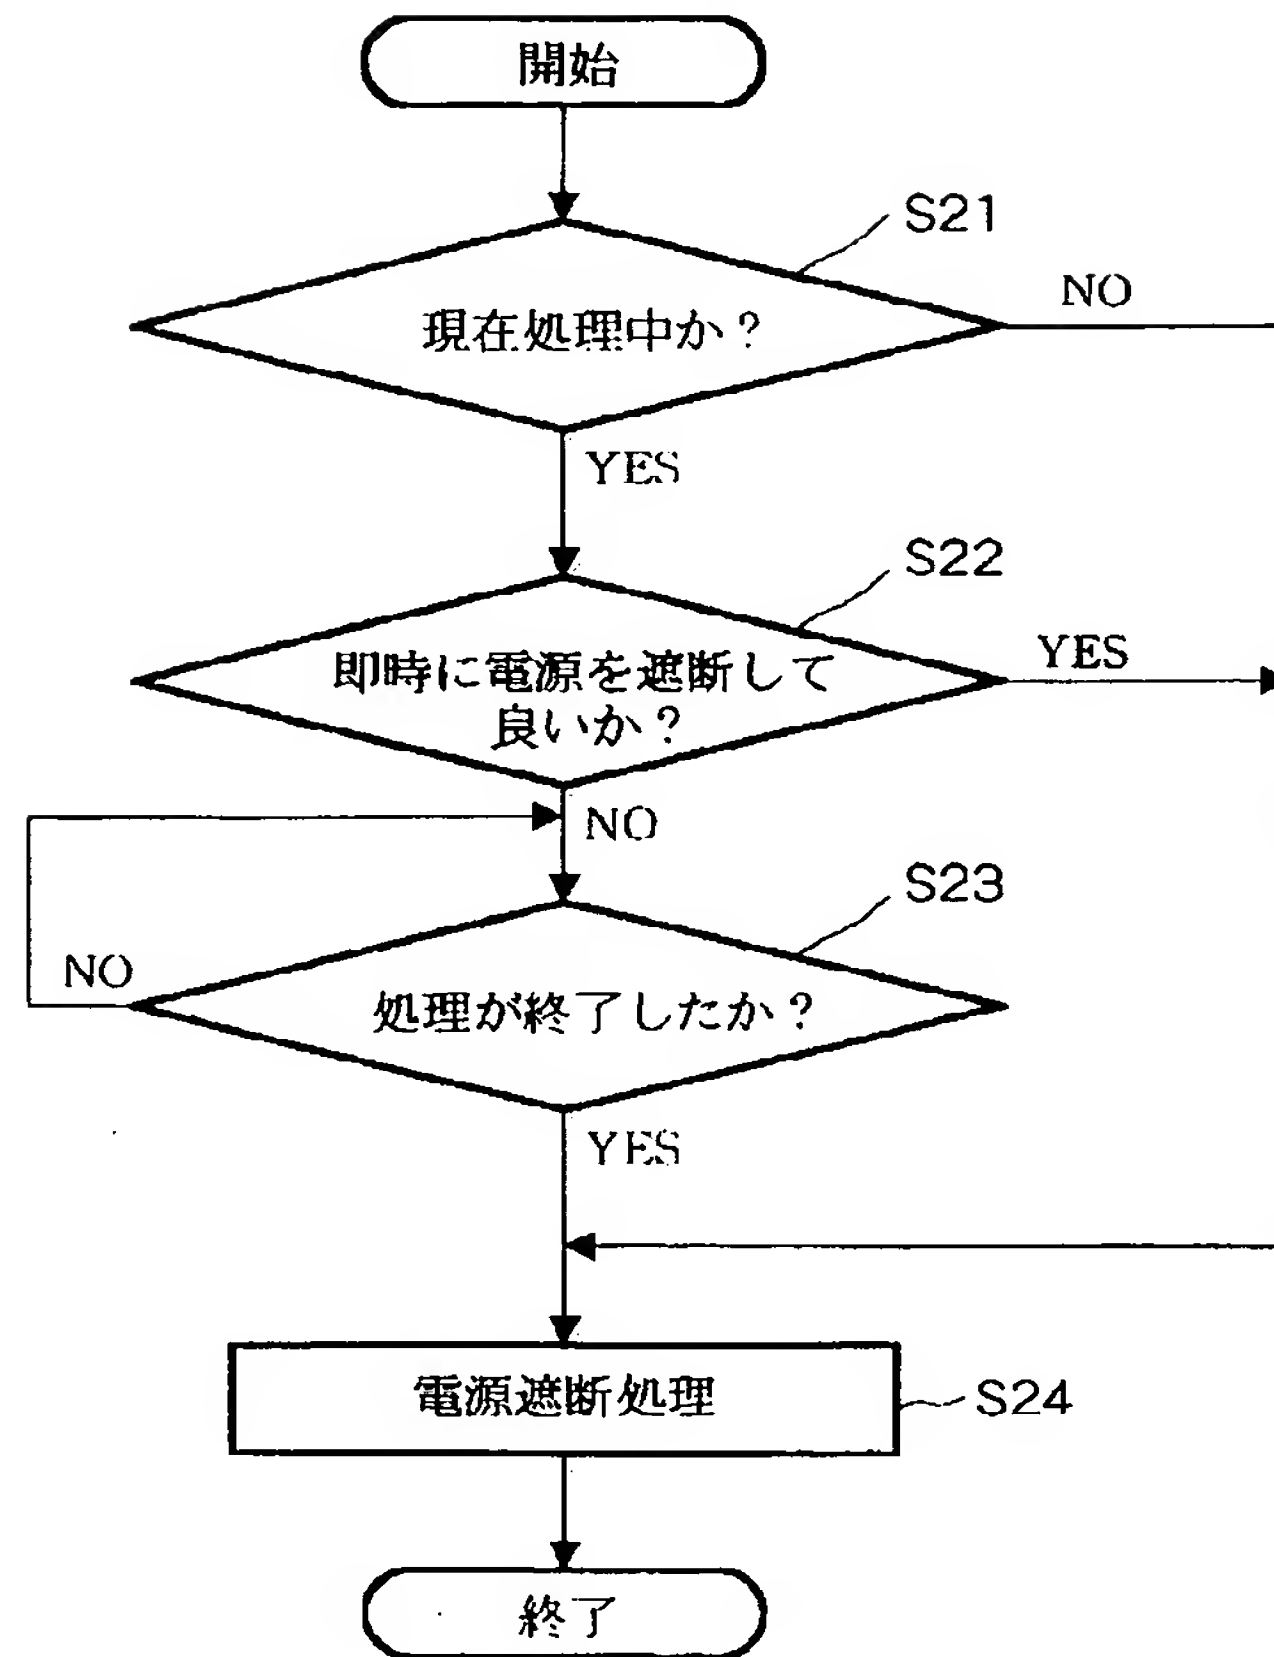 開始
S21
現在処理中か？
NO
YES
S22
即時に電源を遮断して
良いか？
YES
NO
S23
処理が終了したか？
NO
YES
電源遮断処理
S24
終了